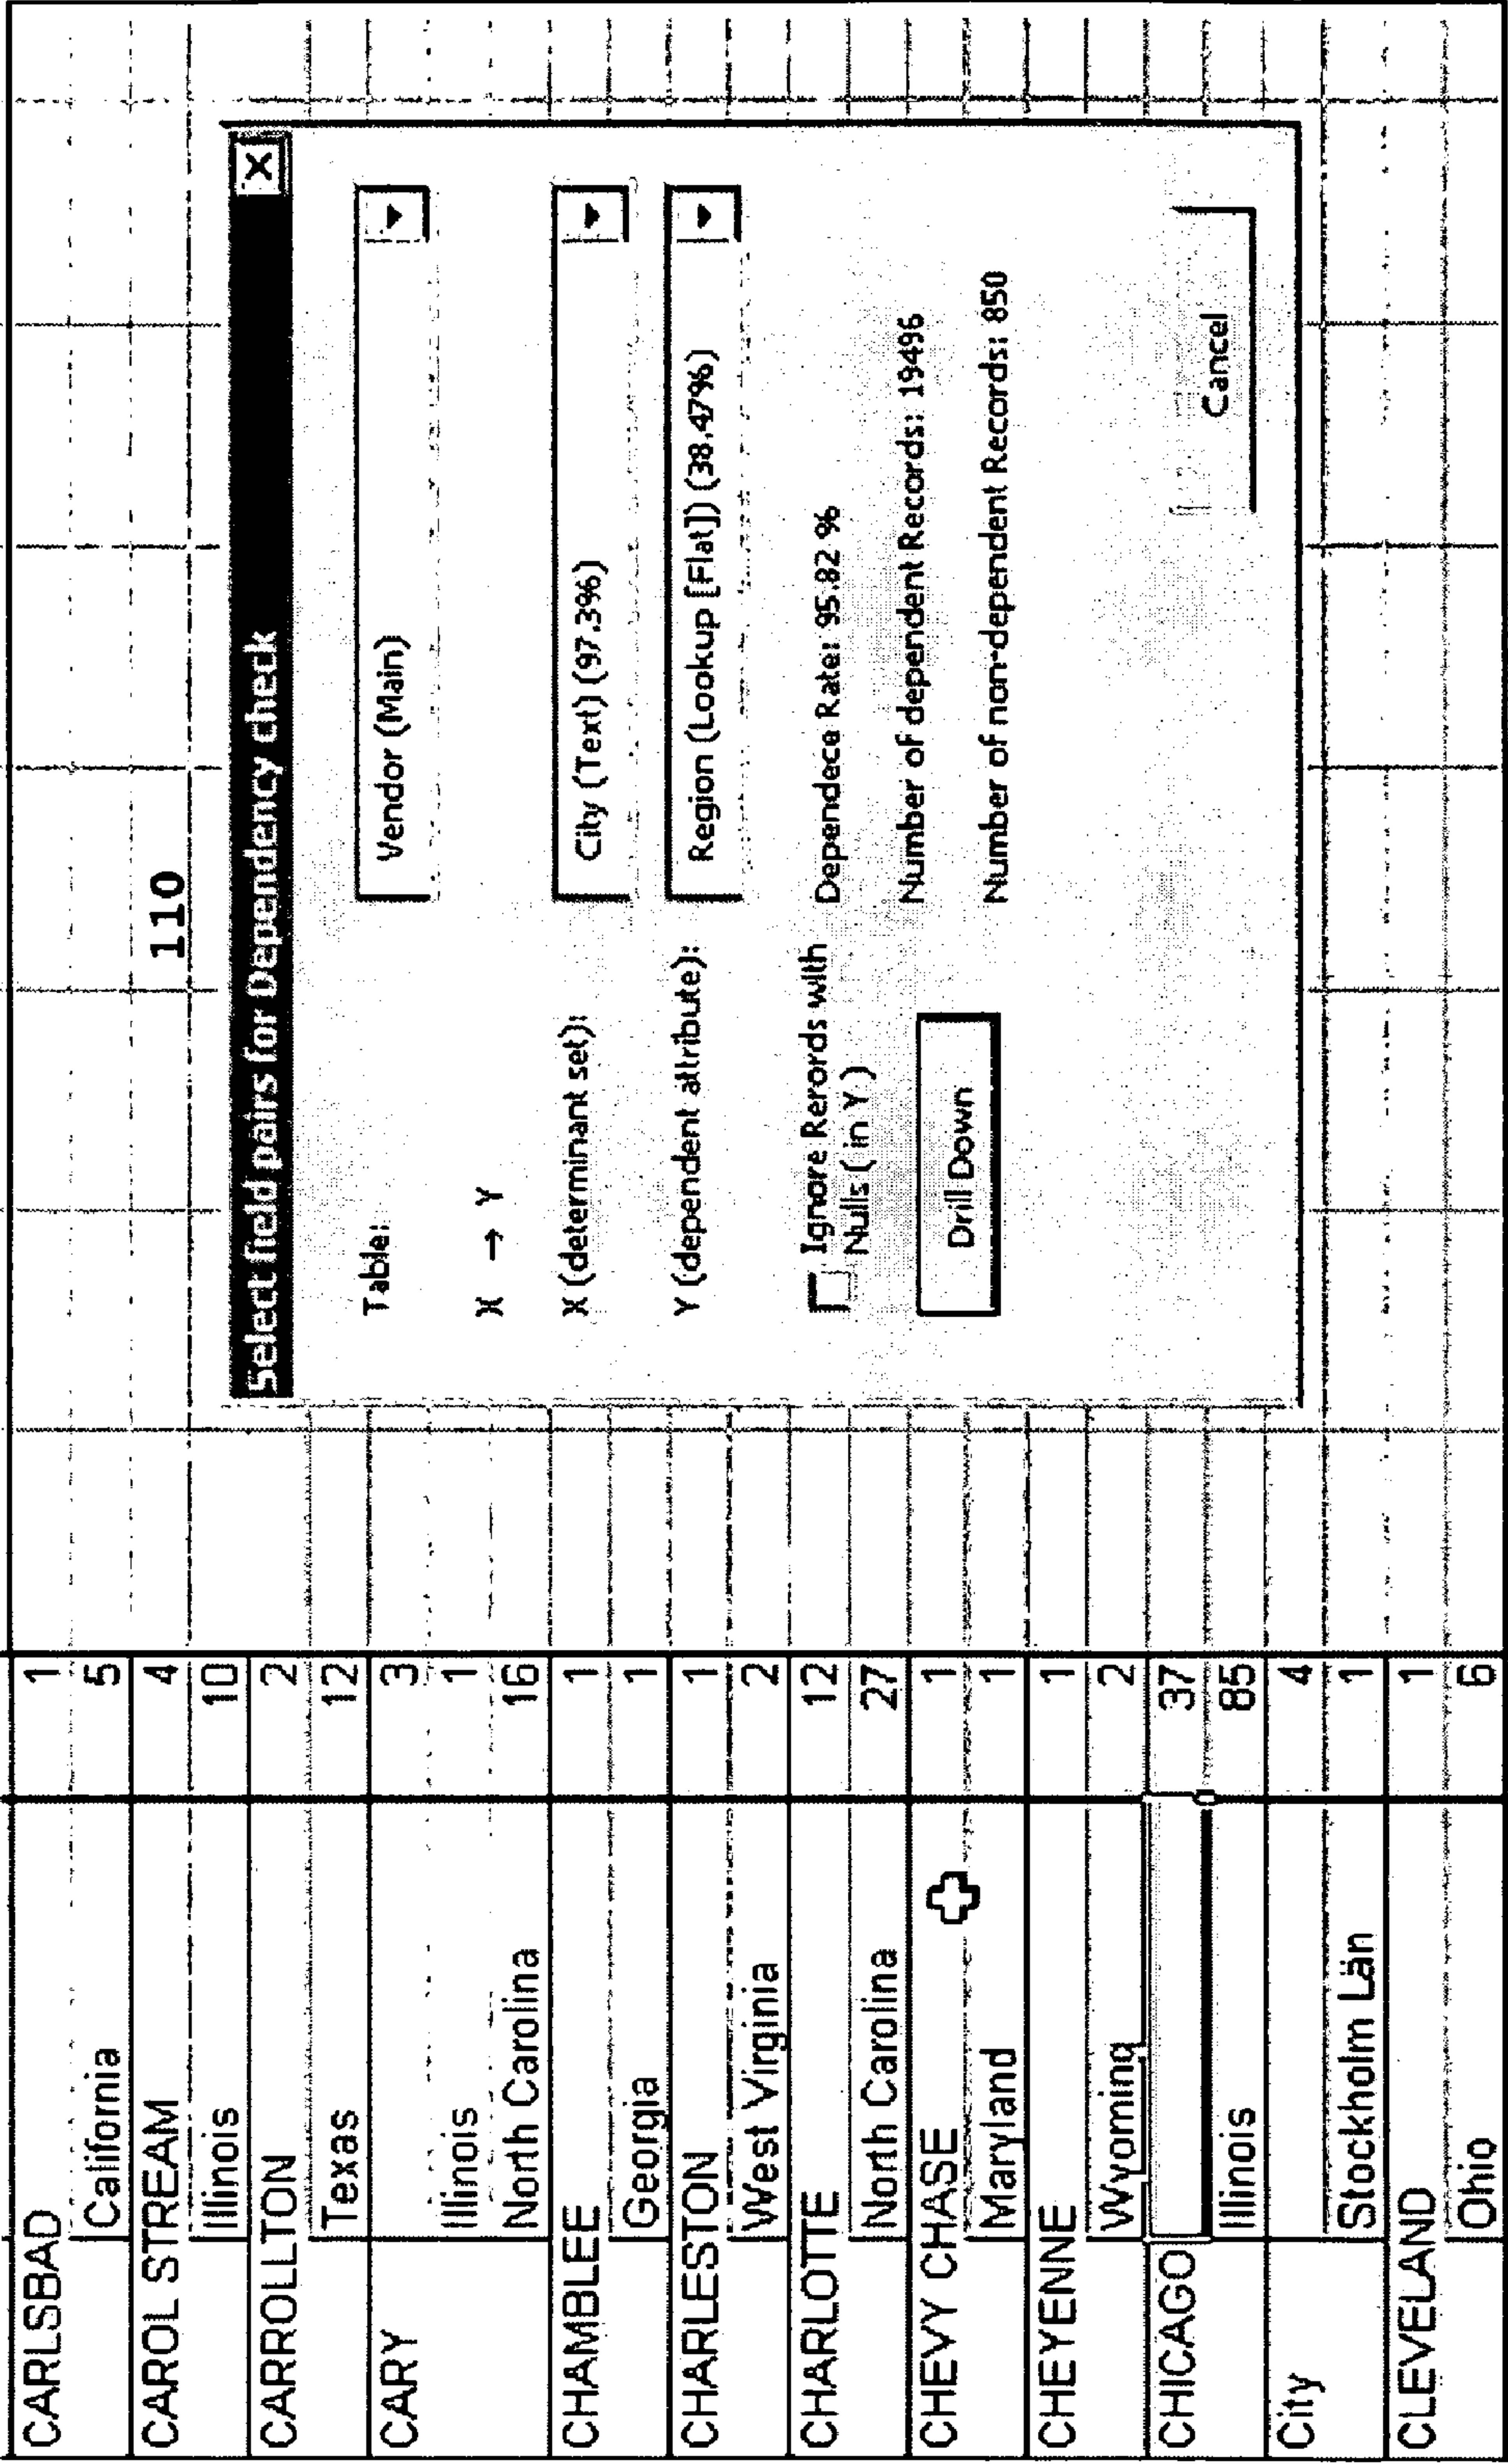 CARLSBAD 1
California 5
CAROL STREAM 4
Illinois 10
CARROLLTON 2
Texas 12
CARY 3
Illinois 1
North Carolina 16
CHAMBLEE 1
Georgia 1
CHARLESTON 1
West Virginia 2
CHARLOTTE 12
North Carolina 27
CHEVY CHASE 1
Maryland 1
CHEYENNE 1
Wyoming 2
CHICAGO 37
Illinois 85
City 4
Stockholm Län 1
CLEVELAND 1
Ohio 6
110
Select field pairs for Dependency check X
Table: Vendor (Main)
X → Y
X (determinant set): City (Text) (97.3%)
Y (dependent attribute): Region (Lookup [Flat]) (38.47%)
Ignore Rerords with
Nulls ( in Y )
Dependece Rate: 95.82 %
Drill Down
Number of dependent Records: 19496
Number of non-dependent Records: 850
Cancel